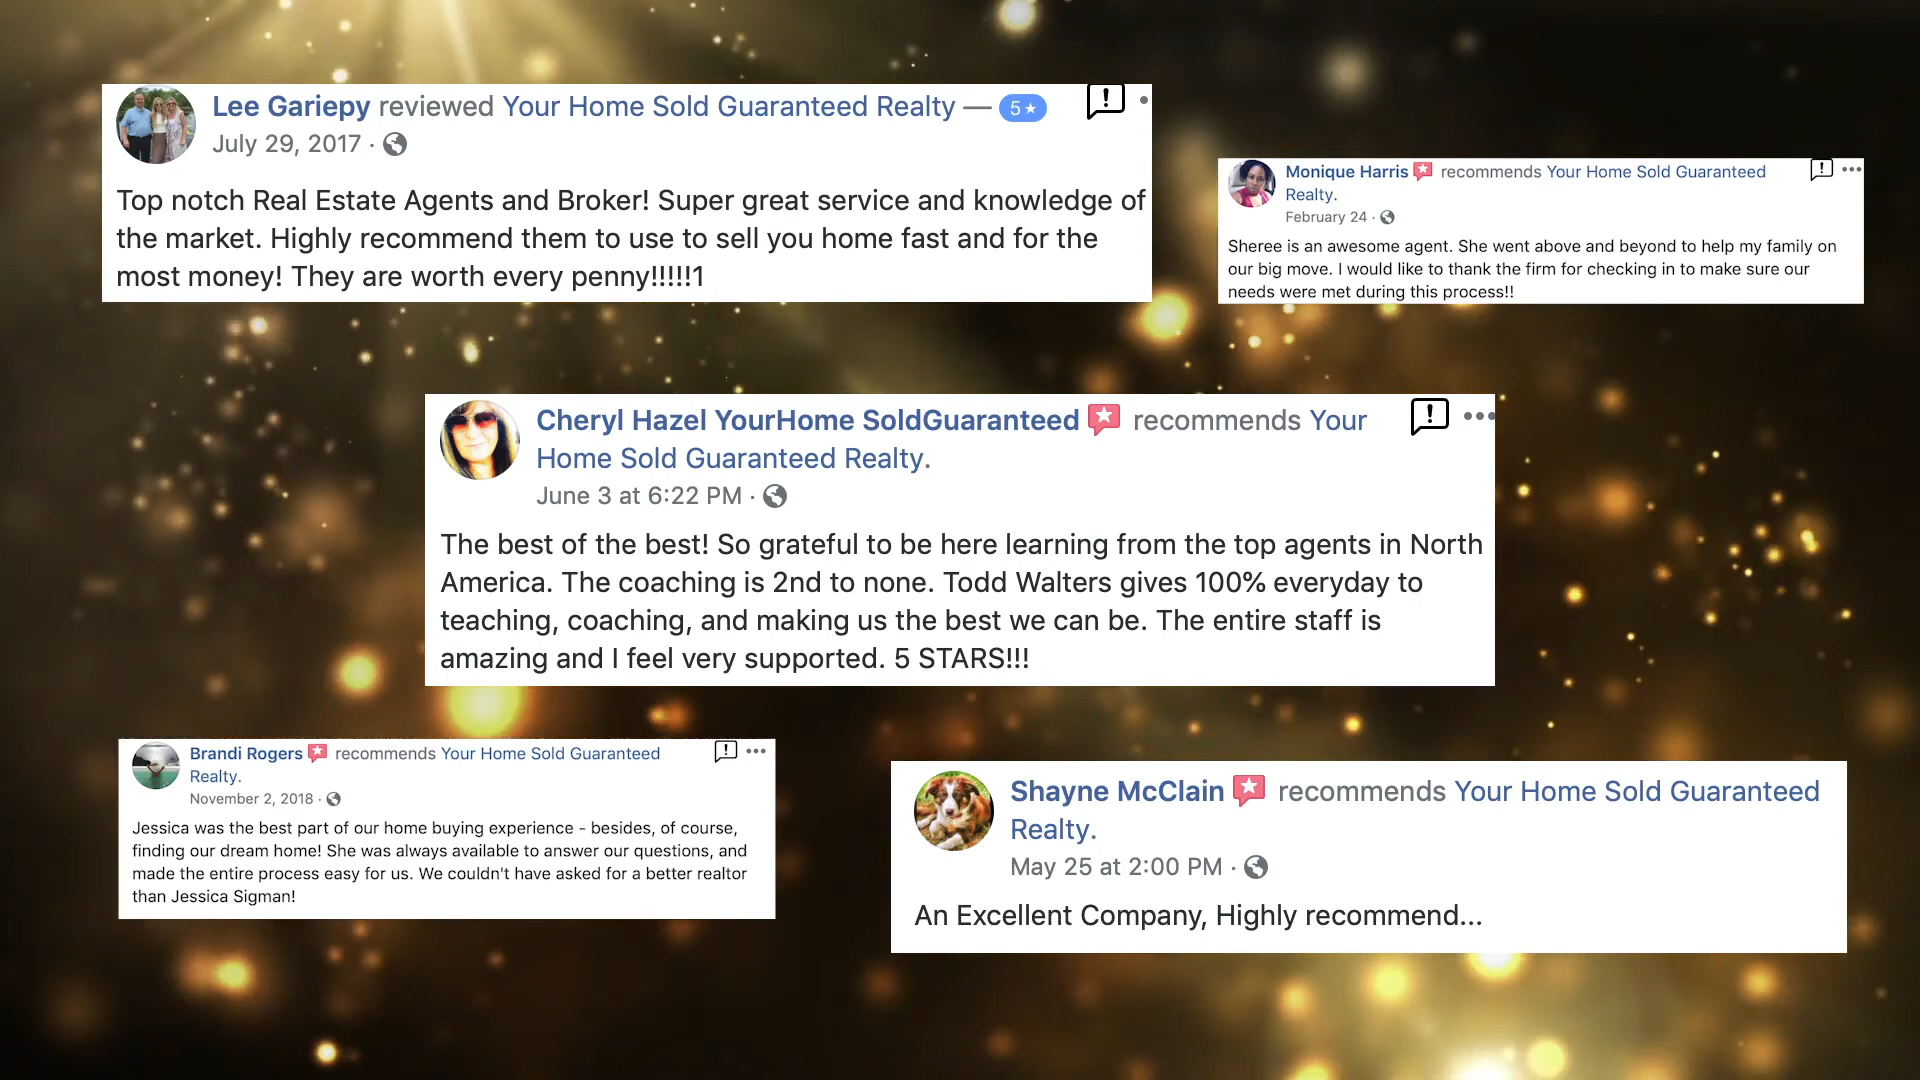 Lee Gariepy reviewed Your Home Sold Guaranteed Realty — 5★
July 29, 2017 ·
Top notch Real Estate Agents and Broker! Super great service and knowledge of
the market. Highly recommend them to use to sell you home fast and for the
most money! They are worth every penny!!!!!1
Monique Harris recommends Your Home Sold Guaranteed
Realty.
February 24 ·
Sheree is an awesome agent. She went above and beyond to help my family on
our big move. I would like to thank the firm for checking in to make sure our
needs were met during this process!!
Cheryl Hazel YourHome SoldGuaranteed recommends Your
Home Sold Guaranteed Realty.
June 3 at 6:22 PM ·
The best of the best! So grateful to be here learning from the top agents in North
America. The coaching is 2nd to none. Todd Walters gives 100% everyday to
teaching, coaching, and making us the best we can be. The entire staff is
amazing and I feel very supported. 5 STARS!!!
Brandi Rogers recommends Your Home Sold Guaranteed
Realty.
November 2, 2018 ·
Jessica was the best part of our home buying experience - besides, of course,
finding our dream home! She was always available to answer our questions, and
made the entire process easy for us. We couldn't have asked for a better realtor
than Jessica Sigman!
Shayne McClain recommends Your Home Sold Guaranteed
Realty.
May 25 at 2:00 PM ·
An Excellent Company, Highly recommend...